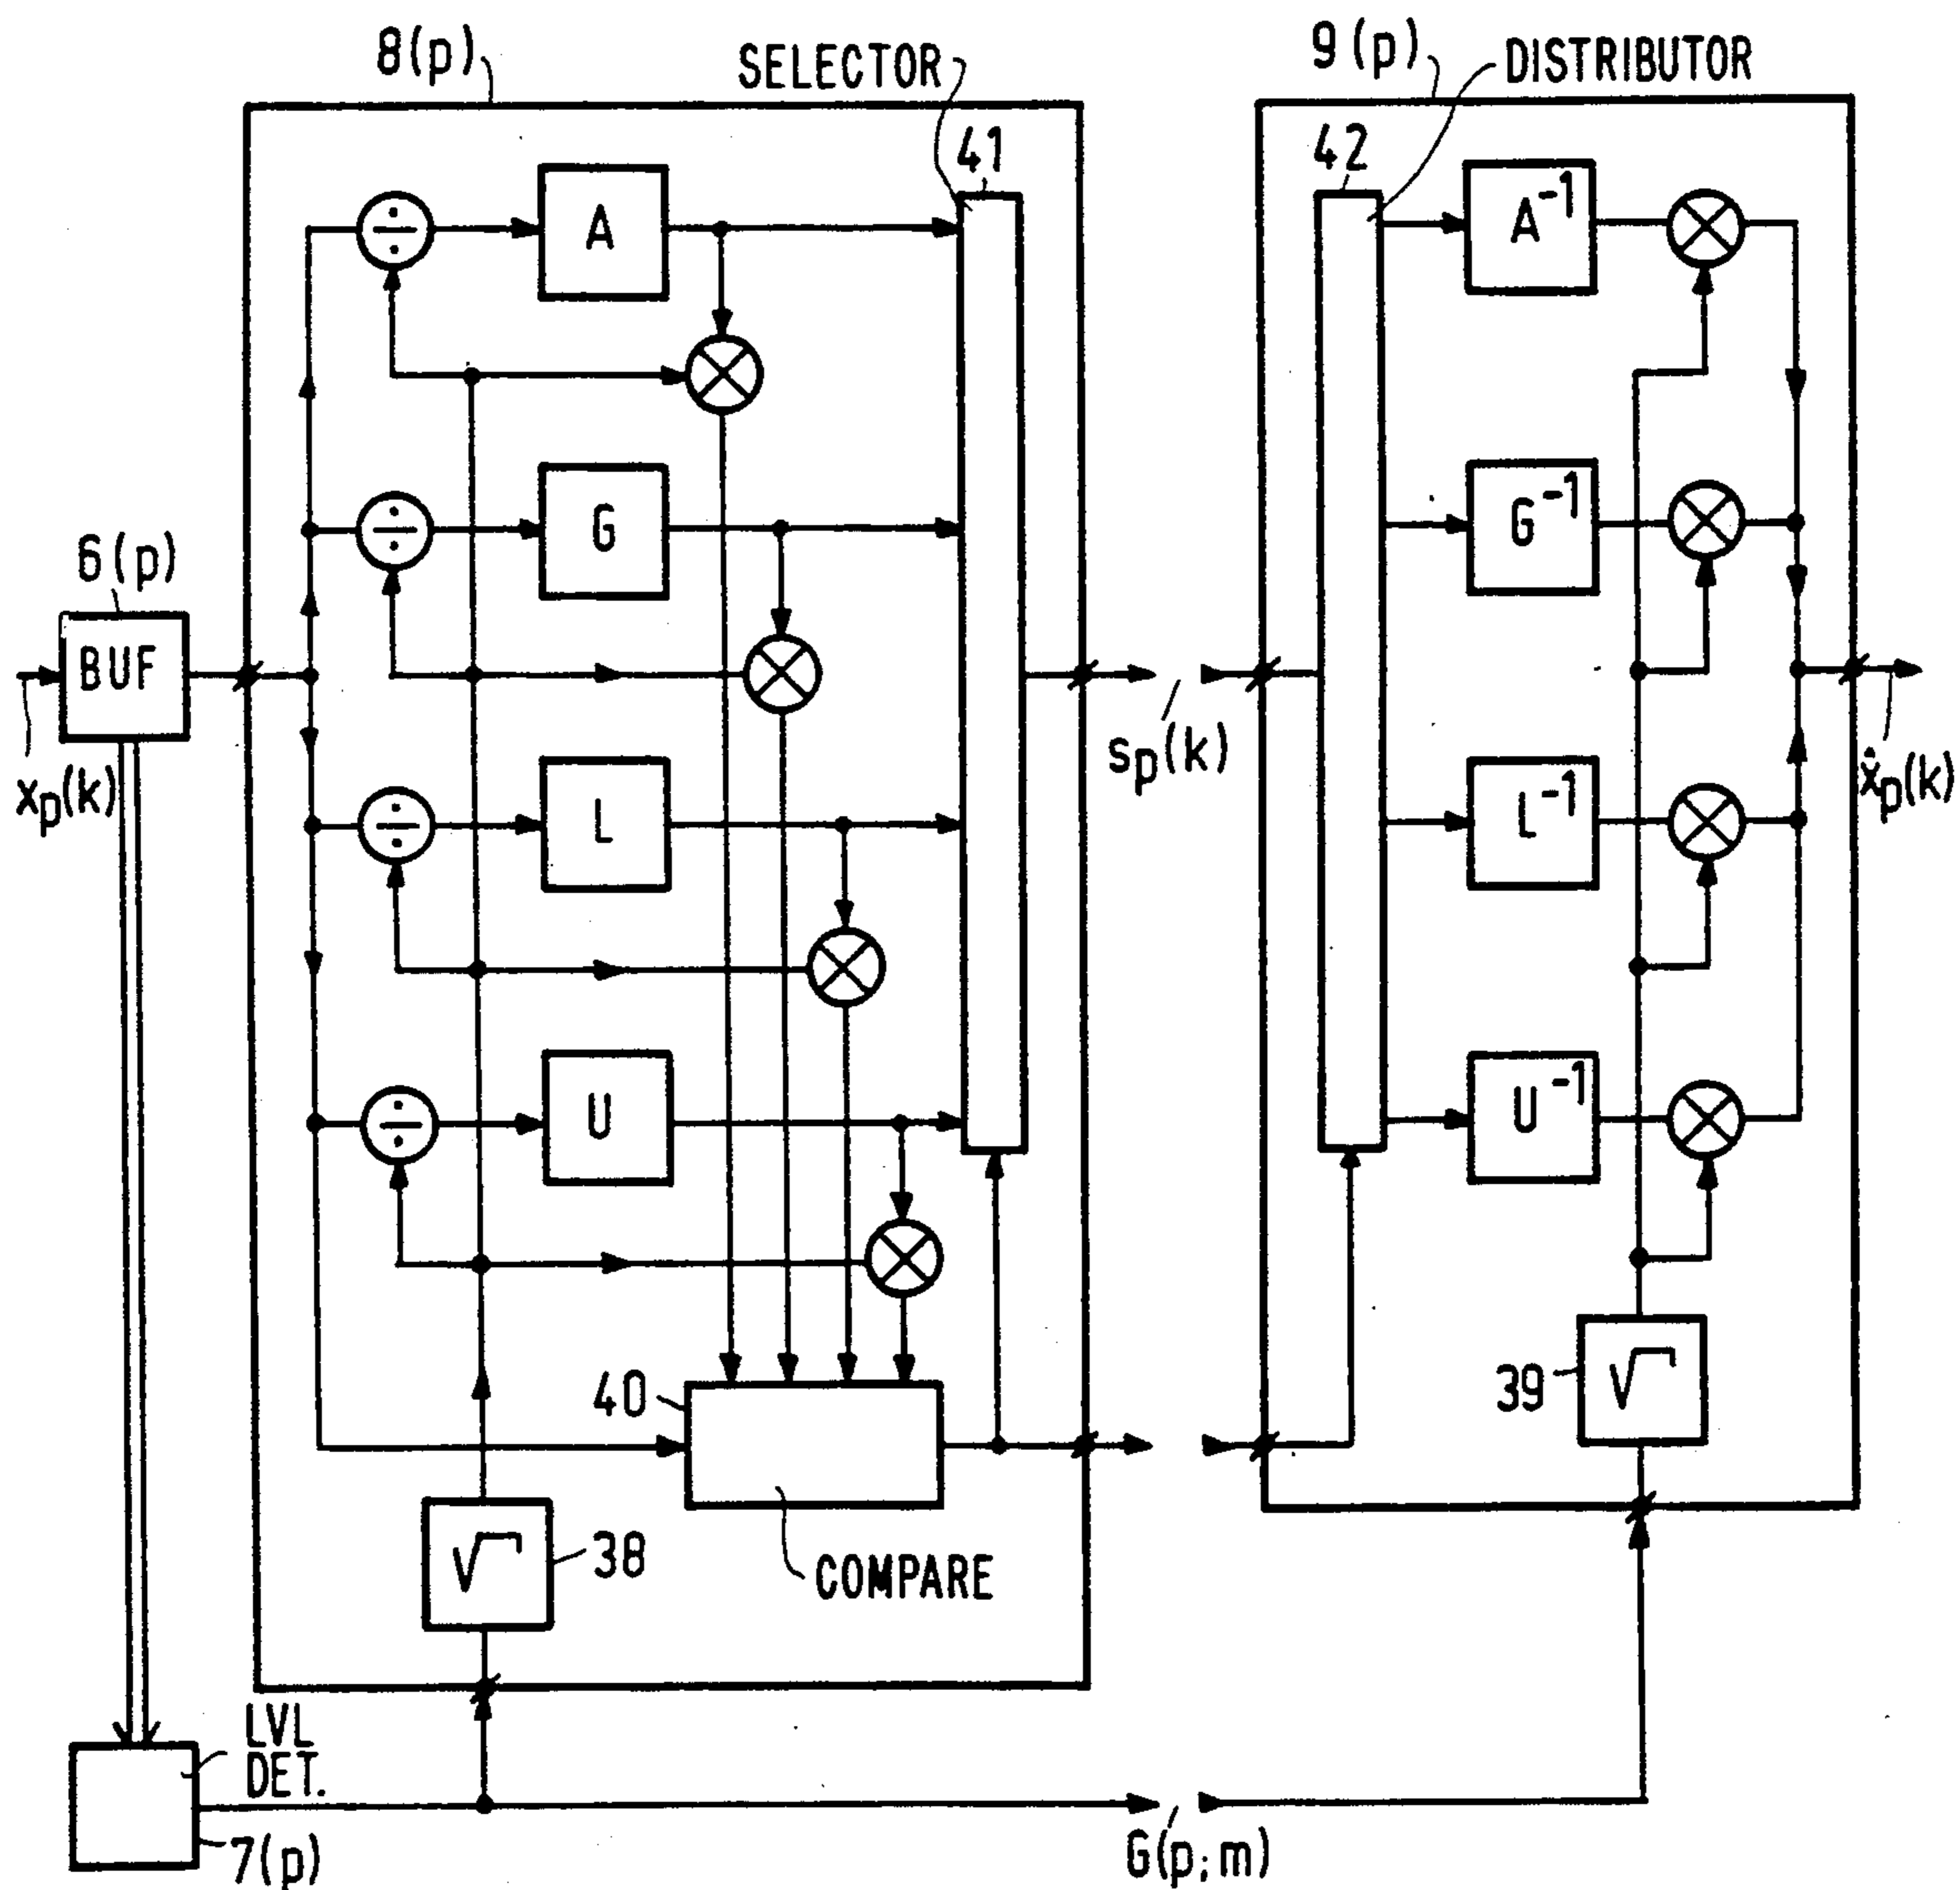 8(p)
SELECTOR
9(p)
DISTRIBUTOR
41
42
÷
A
A⁻¹
÷
G
G⁻¹
6(p)
BUF
xp(k)
sp(k)
x̂p(k)
÷
L
L⁻¹
÷
U
U⁻¹
40
39
√
√
38
COMPARE
LVL
DET.
7(p)
G(p;m)